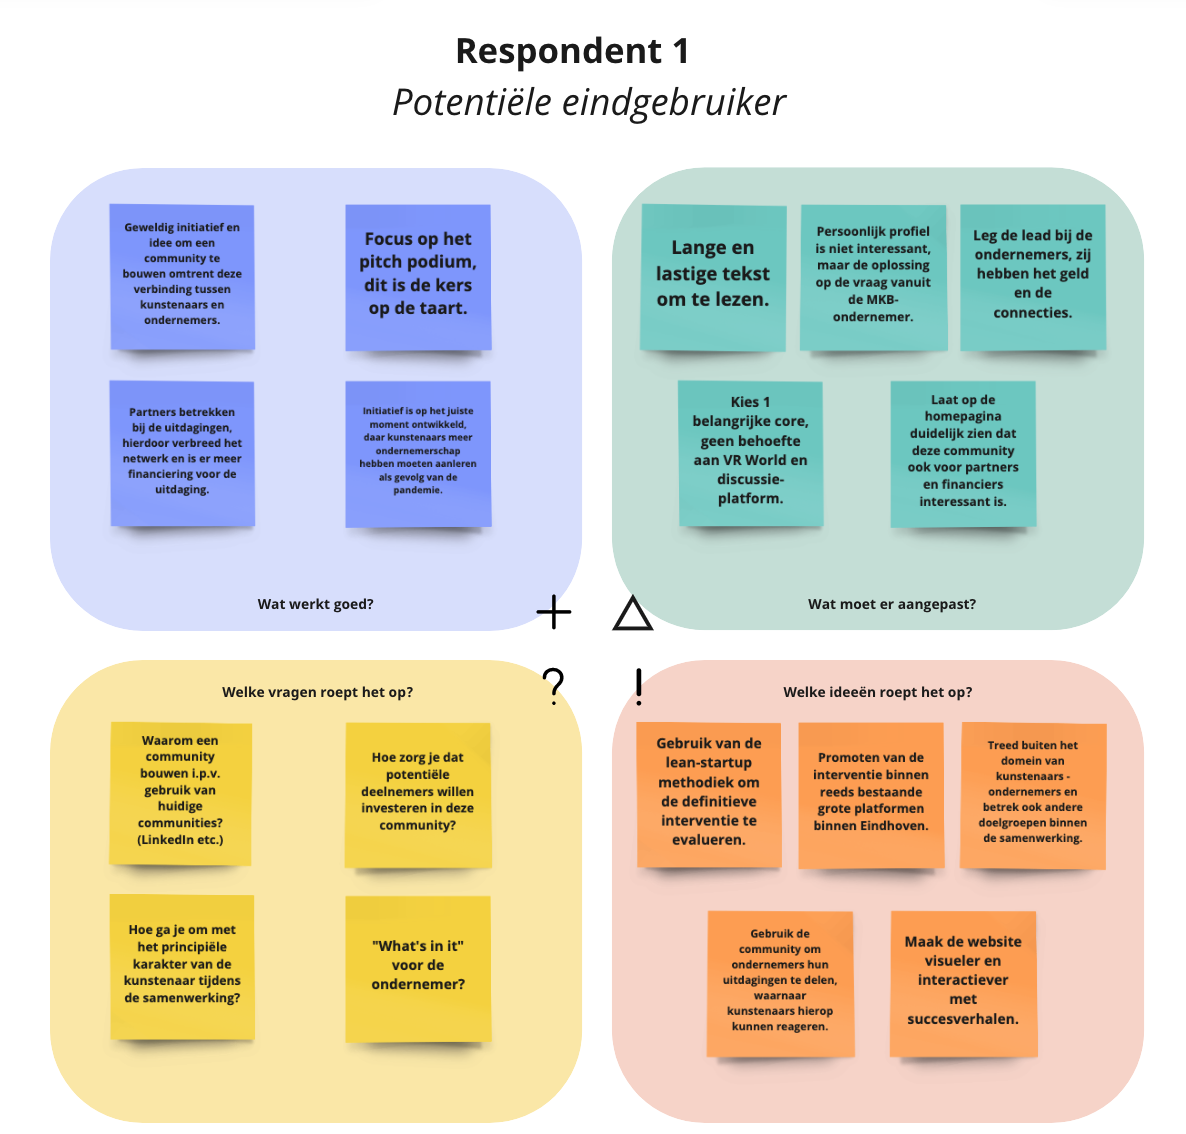 Respondent 1
Potentiële eindgebruiker
Geweldig initiatief en
idee om een
community te
bouwen omtrent deze
verbinding tussen
kunstenaars en
ondernemers.
Focus op het
pitch podium,
dit is de kers
op de taart.
Partners betrekken
bij de uitdagingen,
hierdoor verbreed het
netwerk en is er meer
financiering voor de
uitdaging.
Initiatief is op het juiste
moment ontwikkeld,
daar kunstenaars meer
ondernemerschap
hebben moeten aanleren
als gevolg van de
pandemie.
Wat werkt goed?
Lange en
lastige tekst
om te lezen.
Persoonlijk profiel
is niet interessant,
maar de oplossing
op de vraag vanuit
de MKB-
ondernemer.
Leg de lead bij de
ondernemers, zij
hebben het geld
en de
connecties.
Kies 1
belangrijke core,
geen behoefte
aan VR World en
discussie-
platform.
Laat op de
homepagina
duidelijk zien dat
deze community
ook voor partners
en financiers
interessant is.
Wat moet er aangepast?
?
!
Welke vragen roept het op?
Waarom een
community
bouwen i.p.v.
gebruik van
huidige
communities?
(LinkedIn etc.)
Hoe zorg je dat
potentiële
deelnemers willen
investeren in deze
community?
Hoe ga je om met
het principiële
karakter van de
kunstenaar tijdens
de samenwerking?
"What's in it"
voor de
ondernemer?
Welke ideeën roept het op?
Gebruik van de
lean-startup
methodiek om
de definitieve
interventie te
evalueren.
Promoten van de
interventie binnen
reeds bestaande
grote platformen
binnen Eindhoven.
Treed buiten het
domein van
kunstenaars -
ondernemers en
betrek ook andere
doelgroepen binnen
de samenwerking.
Gebruik de
community om
ondernemers hun
uitdagingen te delen,
waarnaar
kunstenaars hierop
kunnen reageren.
Maak de website
visueler en
interactiever
met
succesverhalen.